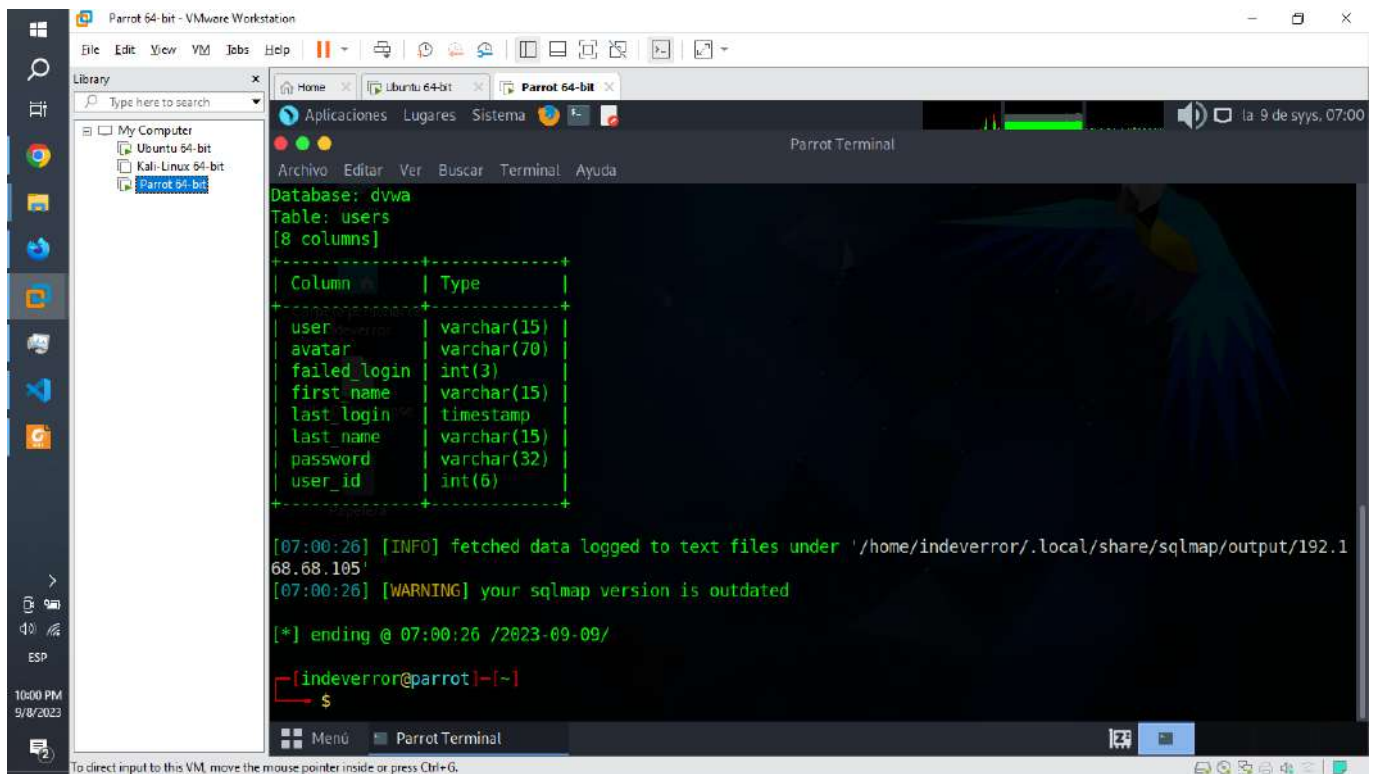 Parrot 64-bit - VMware Workstation
File Edit View VM Tabs Help
Library
Type here to search
My Computer
Ubuntu 64-bit
Kali-Linux 64-bit
Parrot 64-bit
Home
Ubuntu 64-bit
Parrot 64-bit
Aplicaciones Lugares Sistema
la 9 de syys, 07:00
Parrot Terminal
Archivo Editar Ver Buscar Terminal Ayuda
Database: dvwa
Table: users
[8 columns]
+--------------+-------------+
| Column | Type |
+--------------+-------------+
| user | varchar(15) |
| avatar | varchar(70) |
| failed_login | int(3) |
| first_name | varchar(15) |
| last_login | timestamp |
| last_name | varchar(15) |
| password | varchar(32) |
| user_id | int(6) |
+--------------+-------------+
[07:00:26] [INFO] fetched data logged to text files under '/home/indeverror/.local/share/sqlmap/output/192.1
68.68.105'
[07:00:26] [WARNING] your sqlmap version is outdated
[*] ending @ 07:00:26 /2023-09-09/
[indeverror@parrot]-[~]
$
Menú Parrot Terminal
ESP
10:00 PM
9/8/2023
2
To direct input to this VM, move the mouse pointer inside or press Ctrl+G.